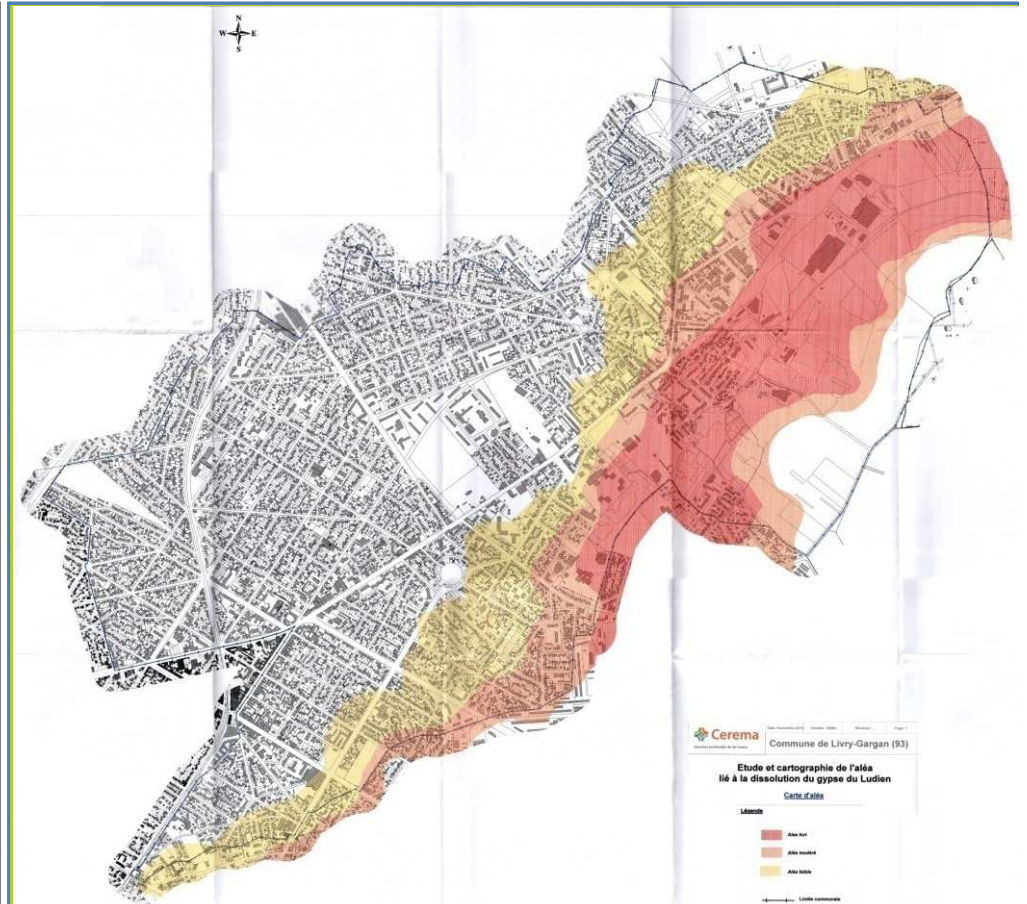 N
W E
S
Cerema
Commune de Livry-Gargan (93)
Etude et cartographie de l'aléa
lié à la dissolution du gypse du Ludien
Carte d'aléa
Légende
Aléa fort
Aléa modéré
Aléa faible
Limite communale